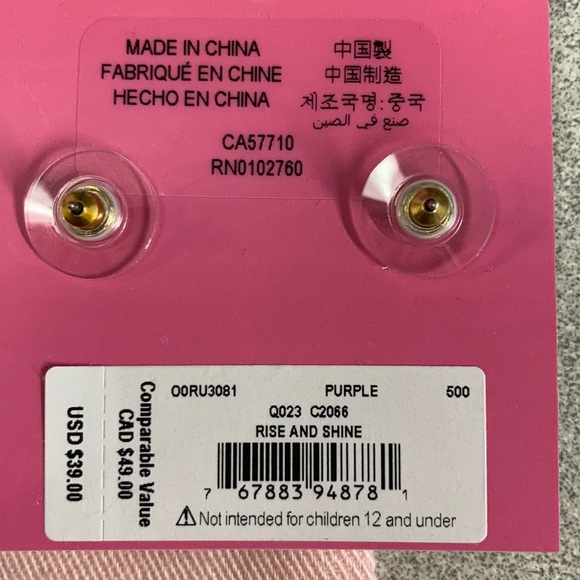 MADE IN CHINA
FABRIQUÉ EN CHINE
HECHO EN CHINA
中国製
中国制造
제조국명:중국
صنع في الصين
CA57710
RN0102760
O0RU3081 PURPLE 500
Q023 C2066
RISE AND SHINE
7 67883 94878 1
⚠Not intended for children 12 and under
Comparable Value
CAD $49.00
USD $39.00